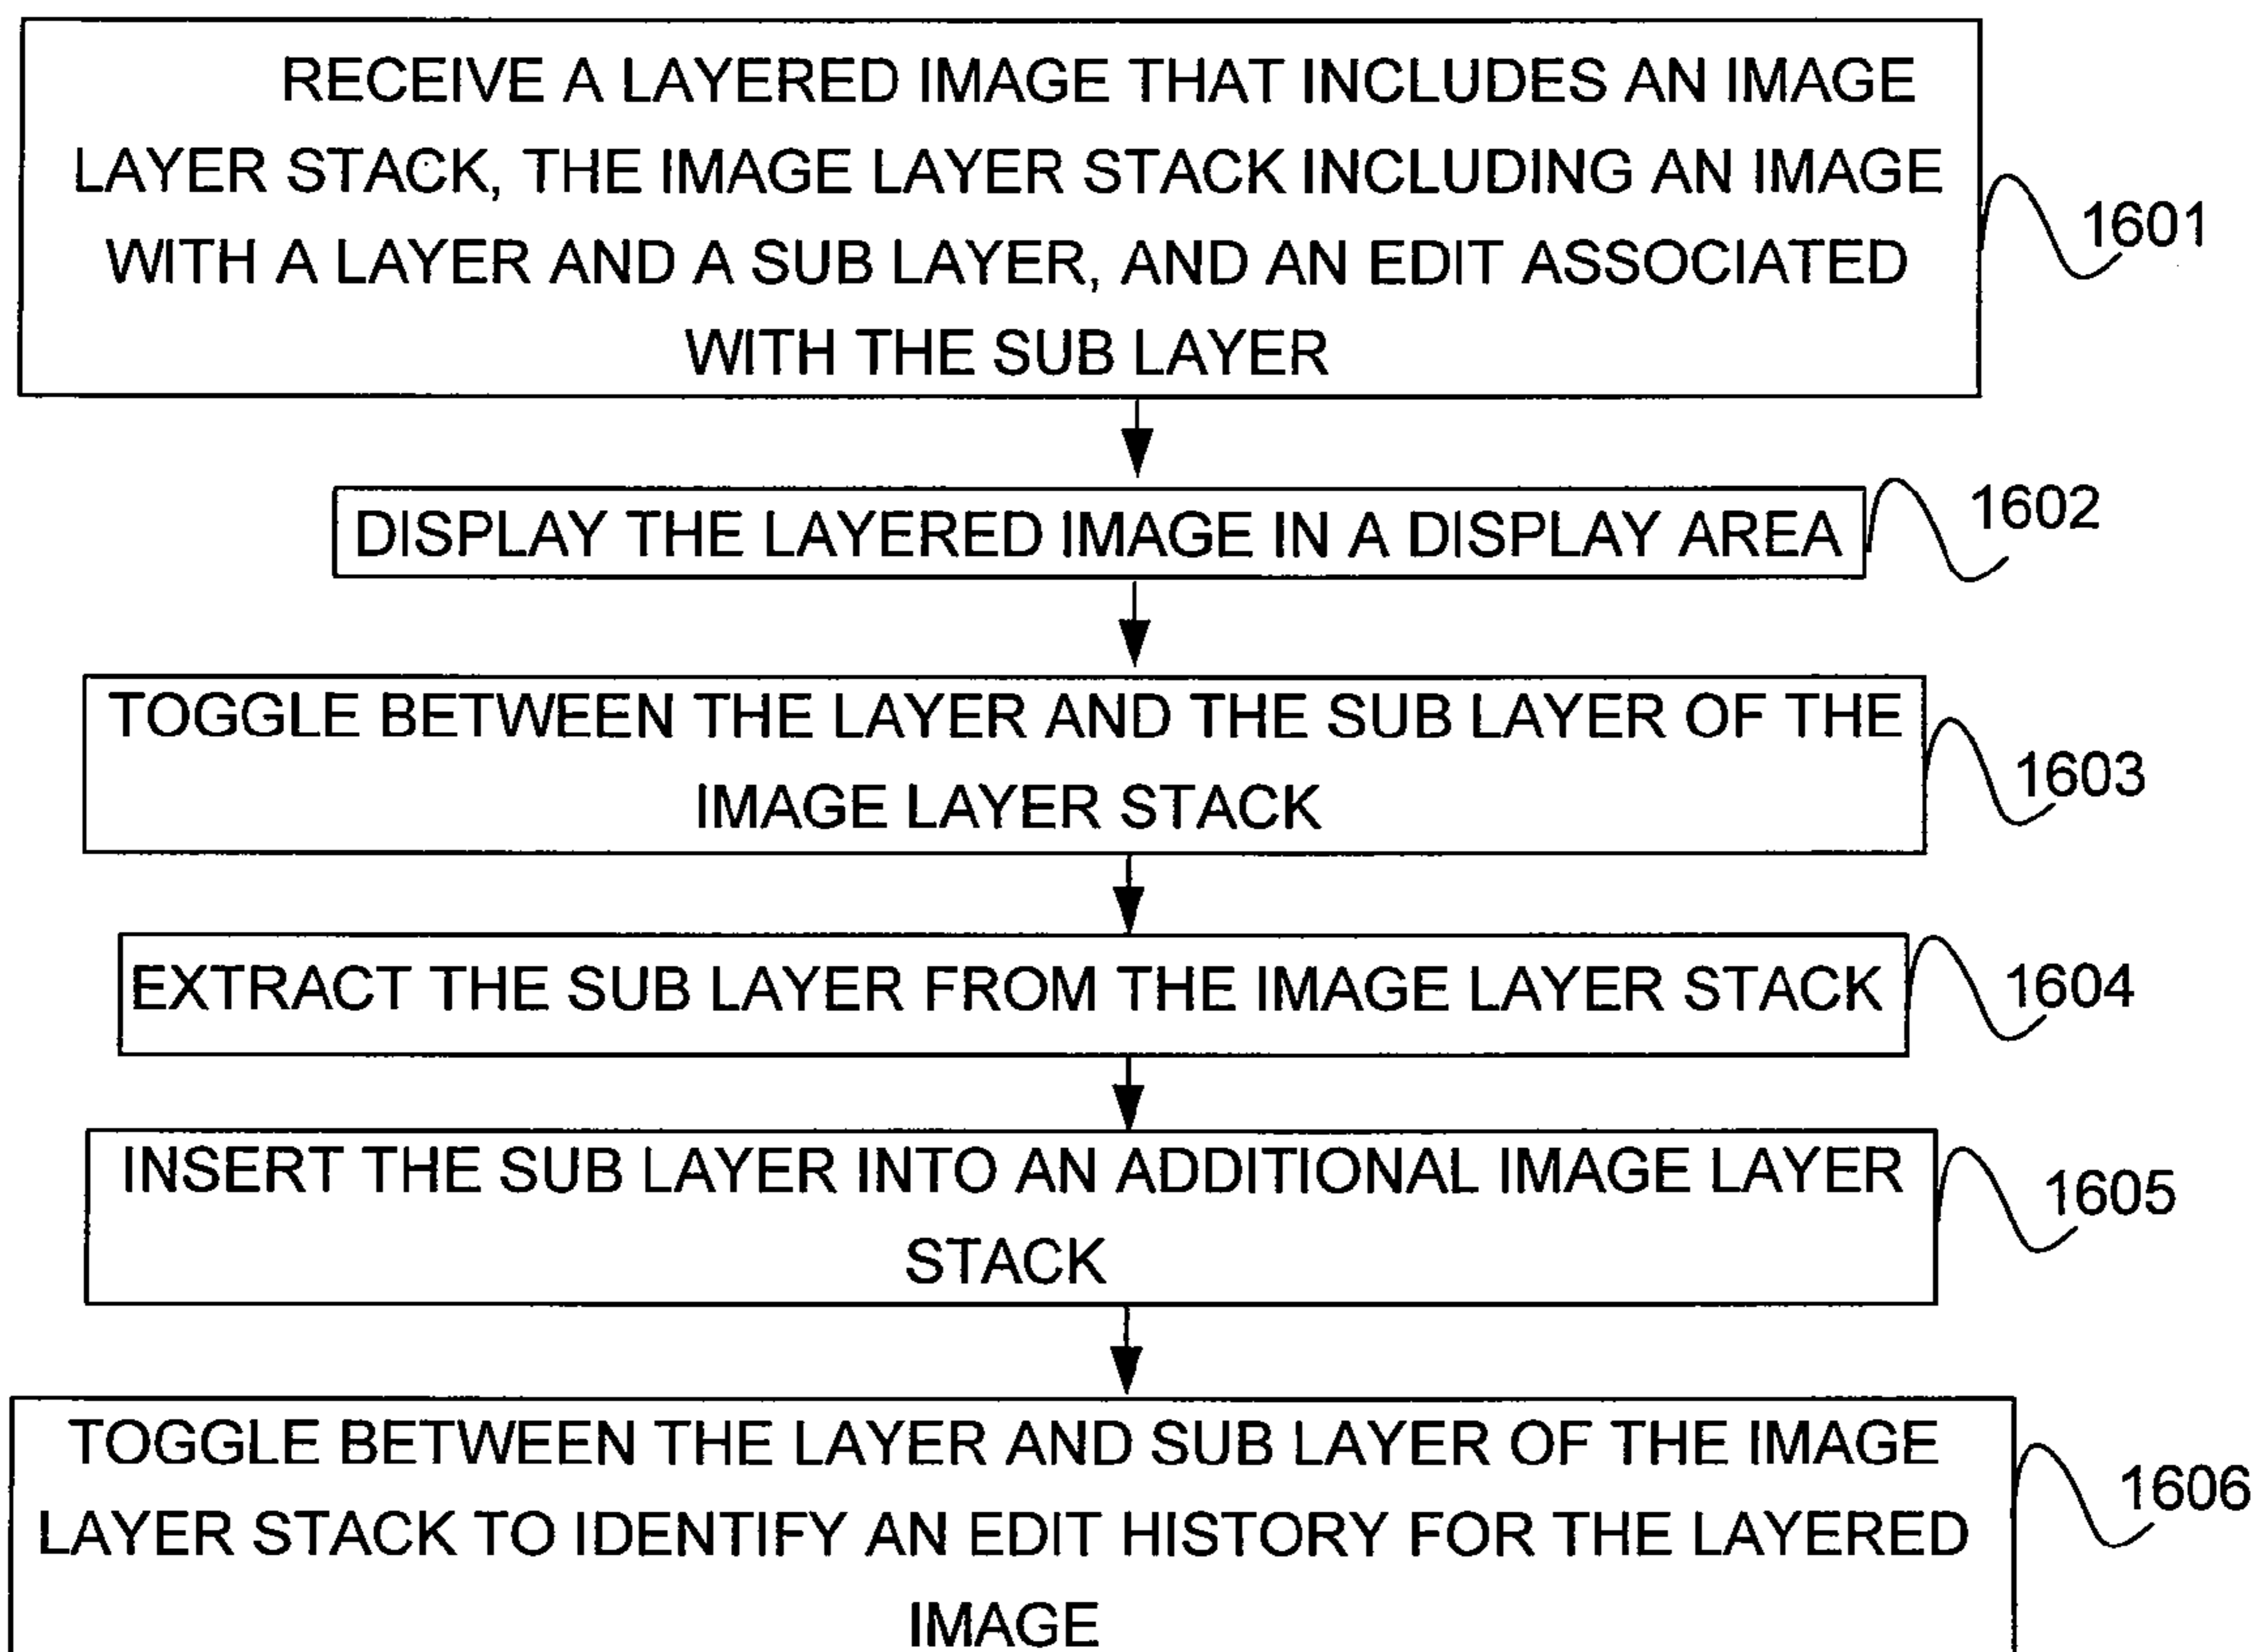 RECEIVE A LAYERED IMAGE THAT INCLUDES AN IMAGE
LAYER STACK, THE IMAGE LAYER STACK INCLUDING AN IMAGE
WITH A LAYER AND A SUB LAYER, AND AN EDIT ASSOCIATED
WITH THE SUB LAYER
1601
DISPLAY THE LAYERED IMAGE IN A DISPLAY AREA
1602
TOGGLE BETWEEN THE LAYER AND THE SUB LAYER OF THE
IMAGE LAYER STACK
1603
EXTRACT THE SUB LAYER FROM THE IMAGE LAYER STACK
1604
INSERT THE SUB LAYER INTO AN ADDITIONAL IMAGE LAYER
STACK
1605
TOGGLE BETWEEN THE LAYER AND SUB LAYER OF THE IMAGE
LAYER STACK TO IDENTIFY AN EDIT HISTORY FOR THE LAYERED
IMAGE
1606